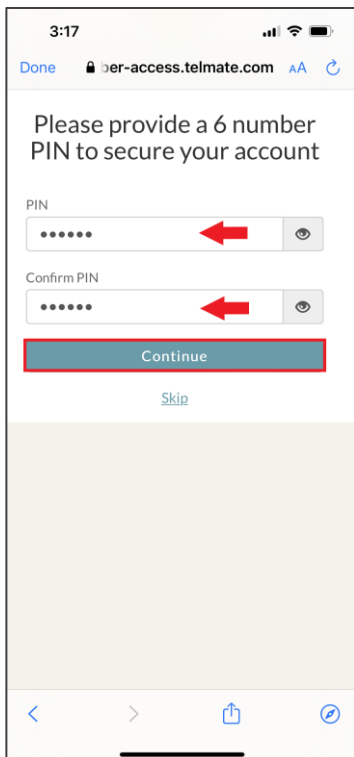 3:17
Done ber-access.telmate.com AA
Please provide a 6 number
PIN to secure your account
PIN
••••••
Confirm PIN
••••••
Continue
Skip